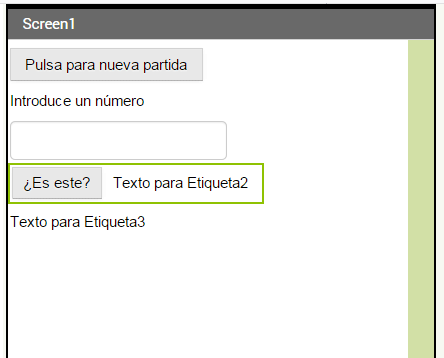 Screen1
Pulsa para nueva partida
Introduce un número
¿Es este? Texto para Etiqueta2
Texto para Etiqueta3